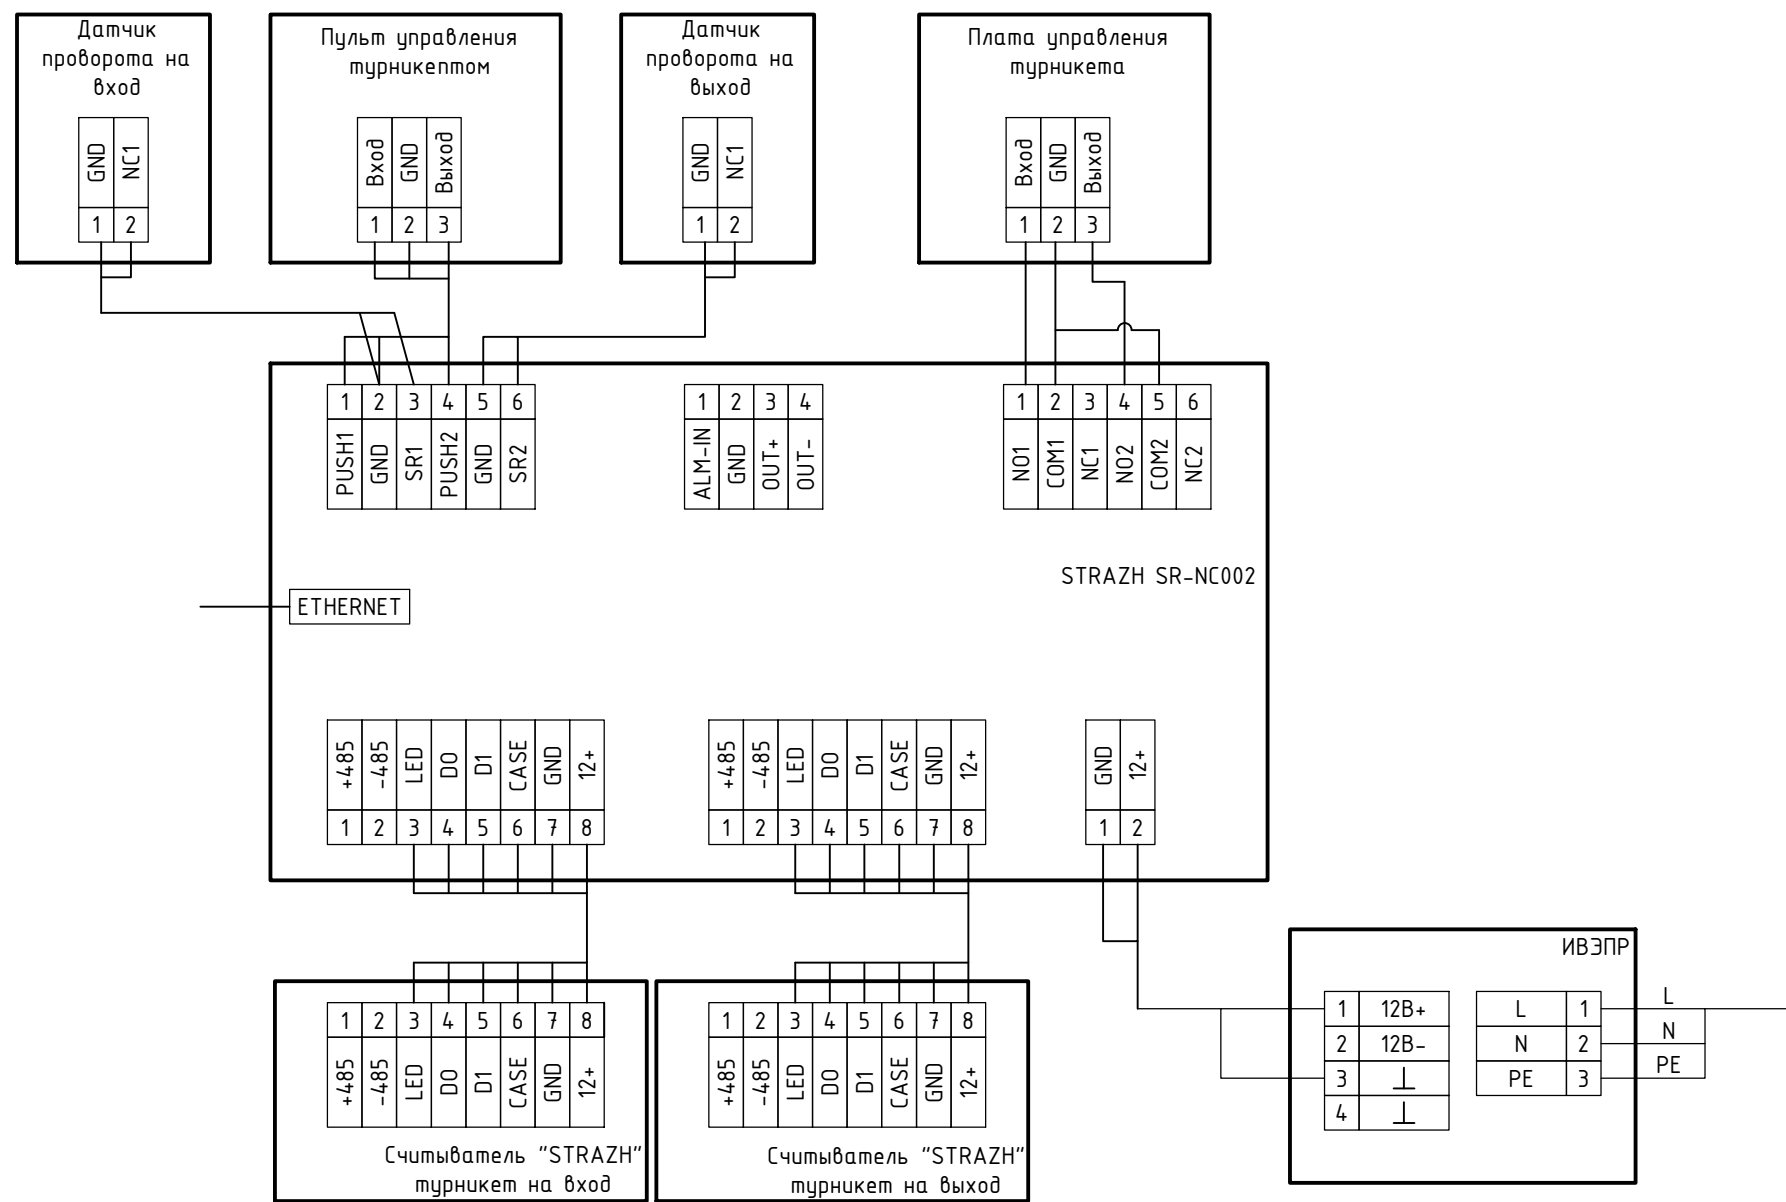 Датчик
проворота на
вход
GND
NC1
1 2
Пульт управления
турникептом
Вход
GND
Выход
1 2 3
Датчик
проворота на
выход
GND
NC1
1 2
Плата управления
турникета
Вход
GND
Выход
1 2 3
1 2 3 4 5 6
PUSH1
GND
SR1
PUSH2
GND
SR2
1 2 3 4
ALM-IN
GND
OUT+
OUT-
1 2 3 4 5 6
NO1
COM1
NC1
NO2
COM2
NC2
STRAZH SR-NC002
ETHERNET
+485
-485
LED
D0
D1
CASE
GND
12+
1 2 3 4 5 6 7 8
+485
-485
LED
D0
D1
CASE
GND
12+
1 2 3 4 5 6 7 8
GND
12+
1 2
1 2 3 4 5 6 7 8
+485
-485
LED
D0
D1
CASE
GND
12+
Считыватель "STRAZH"
турникет на вход
1 2 3 4 5 6 7 8
+485
-485
LED
D0
D1
CASE
GND
12+
Считыватель "STRAZH"
турникет на выход
ИВЭПР
1 12В+
2 12В-
3 ⊥
4 ⊥
L 1 L
N 2 N
PE 3 PE